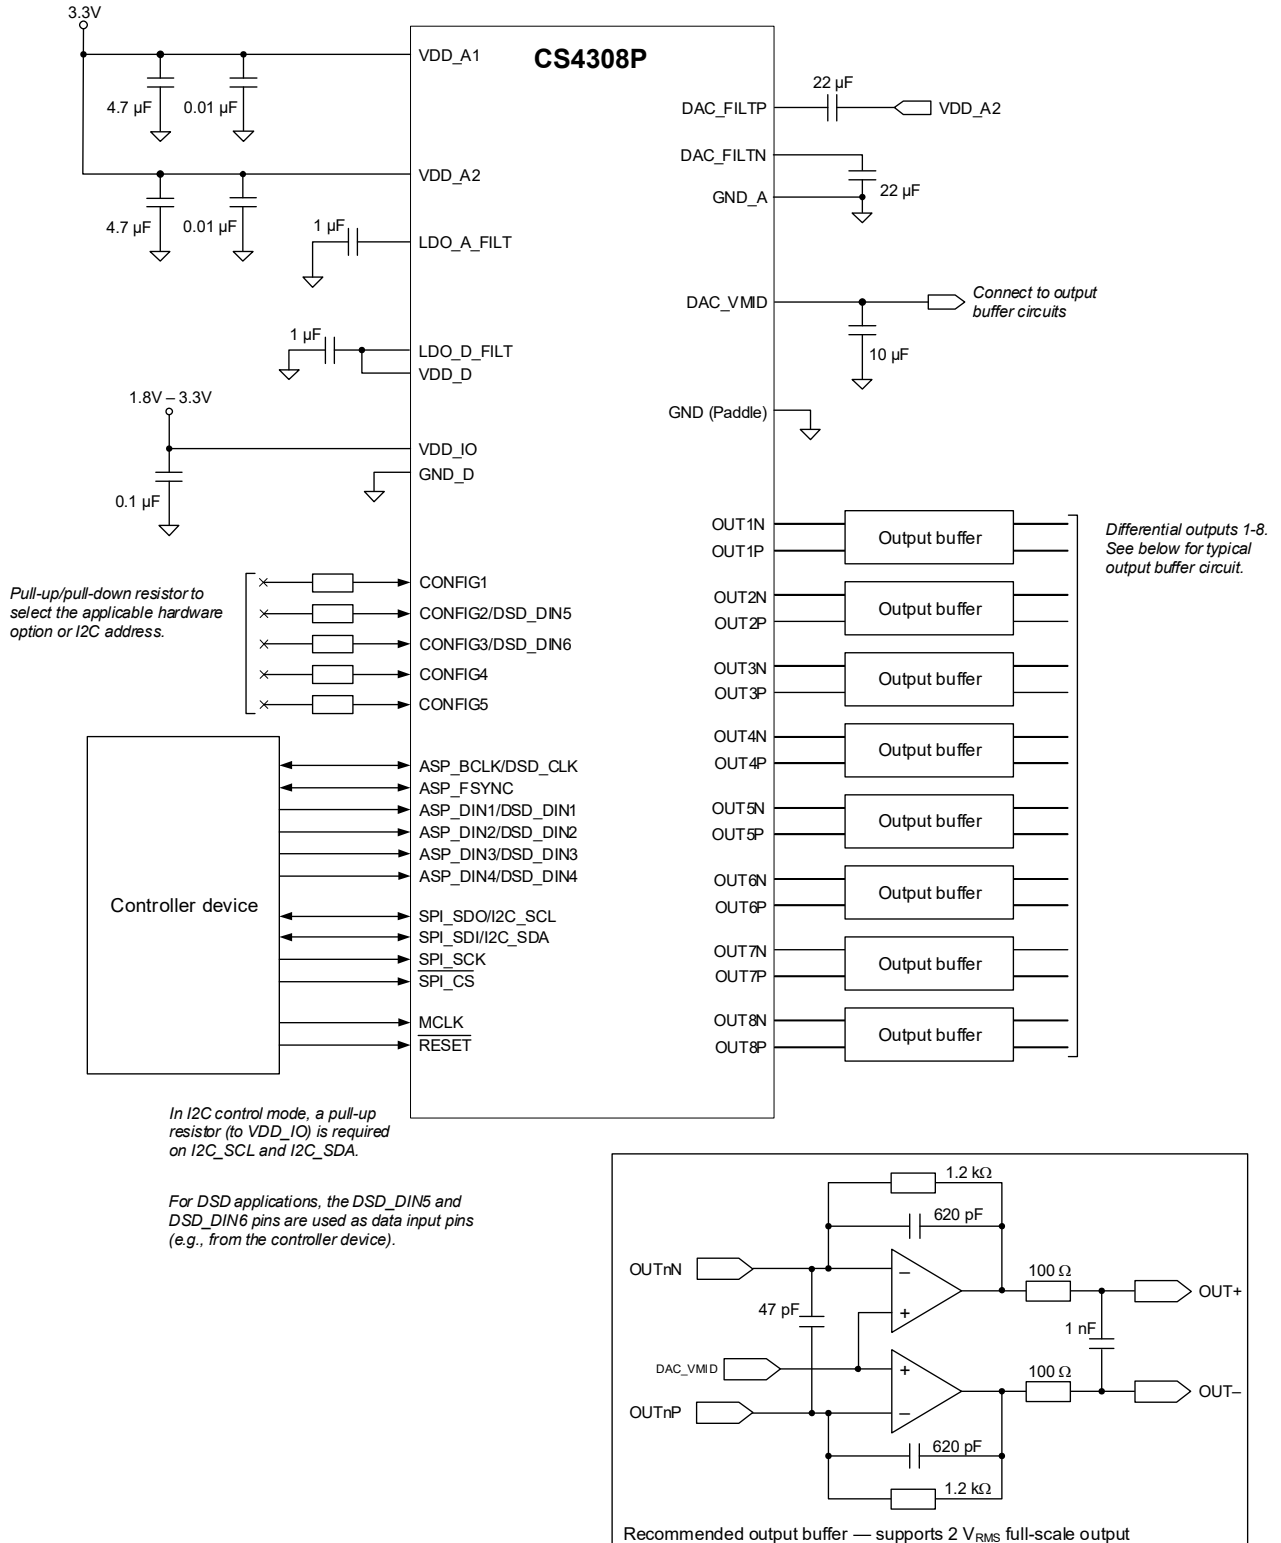 3.3V
CS4308P
VDD_A1
4.7 µF
0.01 µF
VDD_A2
4.7 µF
0.01 µF
1 µF
LDO_A_FILT
1 µF
LDO_D_FILT
VDD_D
1.8V – 3.3V
VDD_IO
GND_D
0.1 µF
Pull-up/pull-down resistor to
select the applicable hardware
option or I2C address.
CONFIG1
CONFIG2/DSD_DIN5
CONFIG3/DSD_DIN6
CONFIG4
CONFIG5
Controller device
ASP_BCLK/DSD_CLK
ASP_FSYNC
ASP_DIN1/DSD_DIN1
ASP_DIN2/DSD_DIN2
ASP_DIN3/DSD_DIN3
ASP_DIN4/DSD_DIN4
SPI_SDO/I2C_SCL
SPI_SDI/I2C_SDA
SPI_SCK
SPI_CS
MCLK
RESET
In I2C control mode, a pull-up
resistor (to VDD_IO) is required
on I2C_SCL and I2C_SDA.
For DSD applications, the DSD_DIN5 and
DSD_DIN6 pins are used as data input pins
(e.g., from the controller device).
22 µF
DAC_FILTP
VDD_A2
DAC_FILTN
22 µF
GND_A
DAC_VMID
Connect to output
buffer circuits
10 µF
GND (Paddle)
OUT1N
OUT1P
Output buffer
OUT2N
OUT2P
Output buffer
OUT3N
OUT3P
Output buffer
OUT4N
OUT4P
Output buffer
OUT5N
OUT5P
Output buffer
OUT6N
OUT6P
Output buffer
OUT7N
OUT7P
Output buffer
OUT8N
OUT8P
Output buffer
Differential outputs 1-8.
See below for typical
output buffer circuit.
1.2 kΩ
620 pF
OUTnN
–
+
100 Ω
OUT+
47 pF
1 nF
DAC_VMID
+
–
100 Ω
OUT–
OUTnP
620 pF
1.2 kΩ
Recommended output buffer — supports 2 VRMS full-scale output